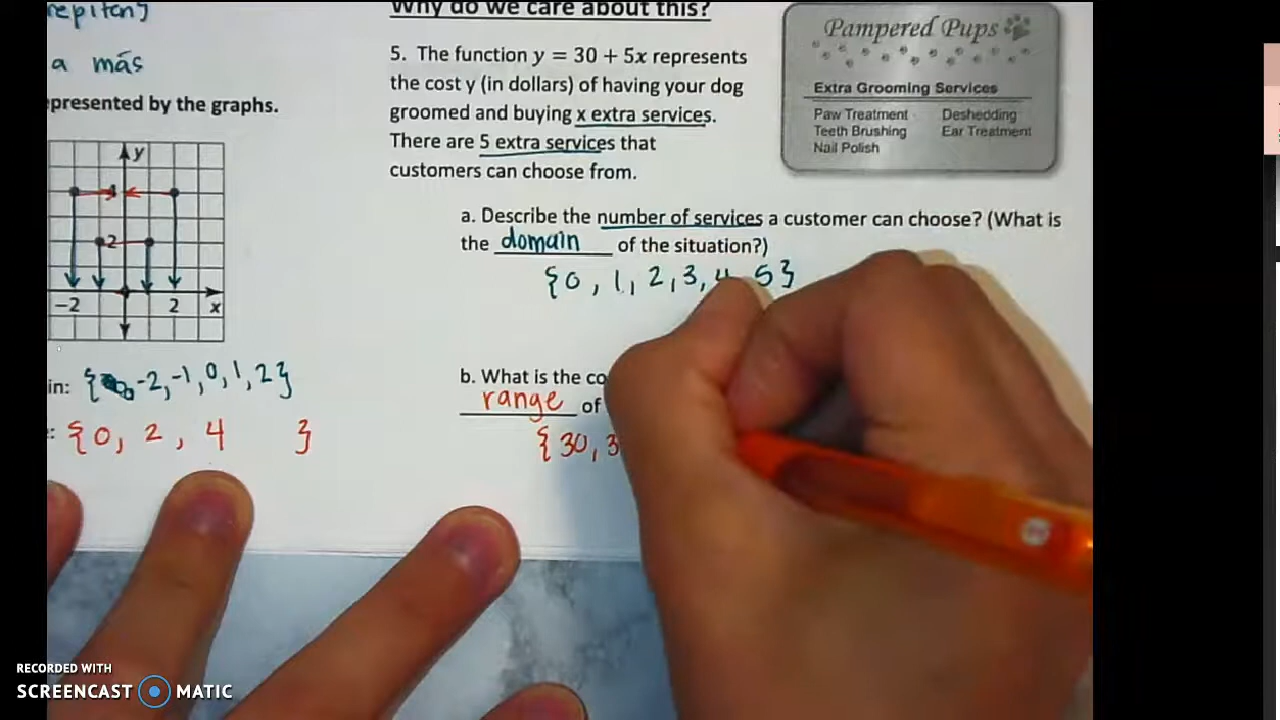 repitan
a más
presented by the graphs.
y
4
2
-2
2
x
in: { -2, -1, 0, 1, 2 }
: { 0, 2, 4 }
Why do we care about this?
5. The function y = 30 + 5x represents
the cost y (in dollars) of having your dog
groomed and buying x extra services.
There are 5 extra services that
customers can choose from.
Pampered Pups
Extra Grooming Services
Paw Treatment Deshedding
Teeth Brushing Ear Treatment
Nail Polish
a. Describe the number of services a customer can choose? (What is
the domain of the situation?)
{ 0, 1, 2, 3, 4, 5 }
b. What is the co
range of
{ 30, 3
RECORDED WITH
SCREENCAST MATIC